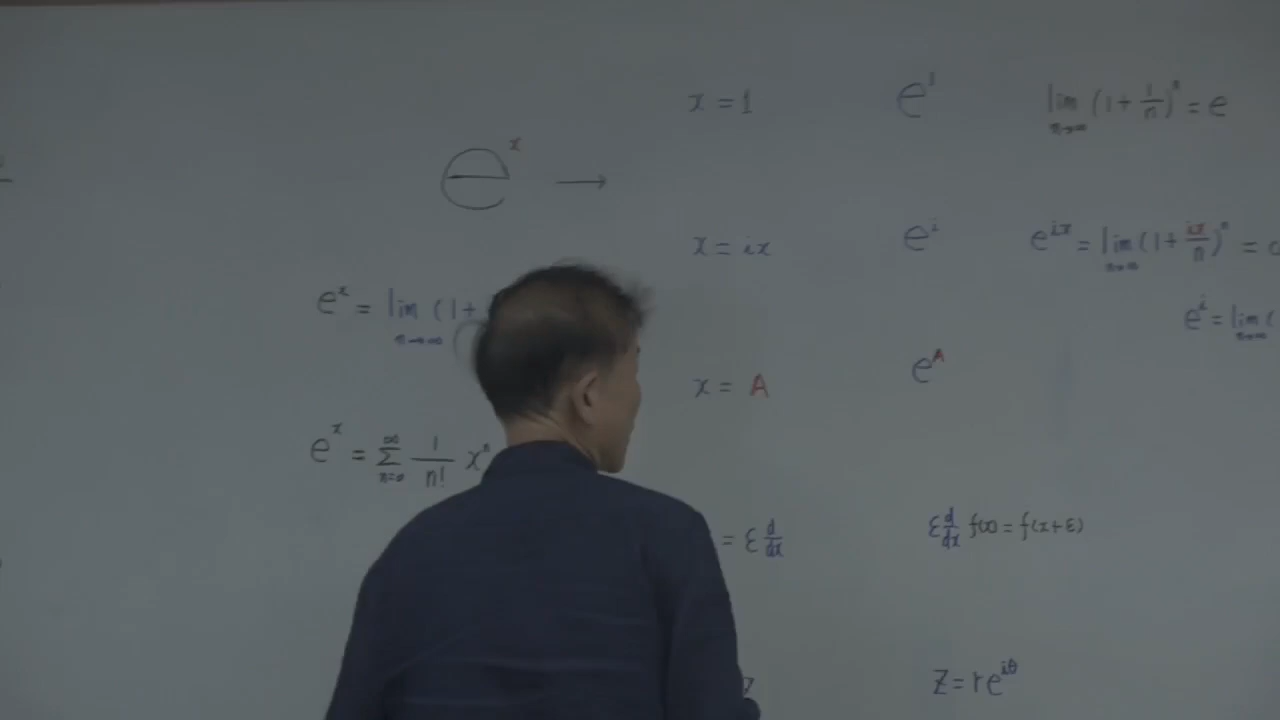 x = 1 e¹ lim n→∞ (1 + 1/n)ⁿ = e
eˣ →
x = ix eⁱ e^{ix} = lim n→∞ (1 + ix/n)ⁿ =
eˣ = lim n→∞ (1 +
eⁱ = lim n→∞ (
x = A e^A
eˣ = ∑ n=0 ∞ 1/n! xⁿ
= ε d/dx ε d/dx f(x) = f(x+ε)
z = re^{iθ}